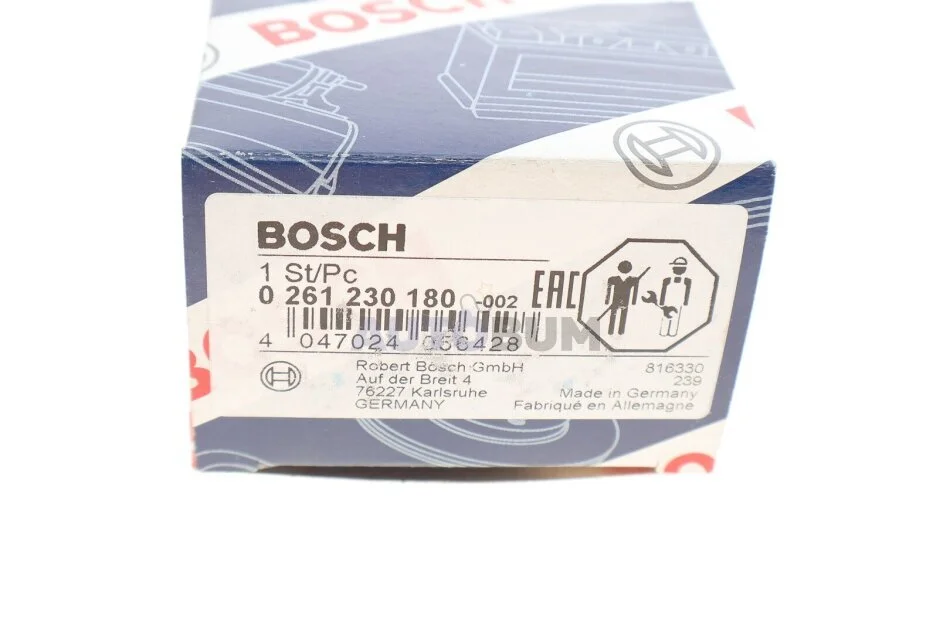 BOSCH
BOSCH
1 St/Pc
0 261 230 180 -002
EAC
4 047024 056428
Robert Bosch GmbH
Auf der Breit 4
76227 Karlsruhe
GERMANY
816330
239
Made in Germany
Fabriqué en Allemagne